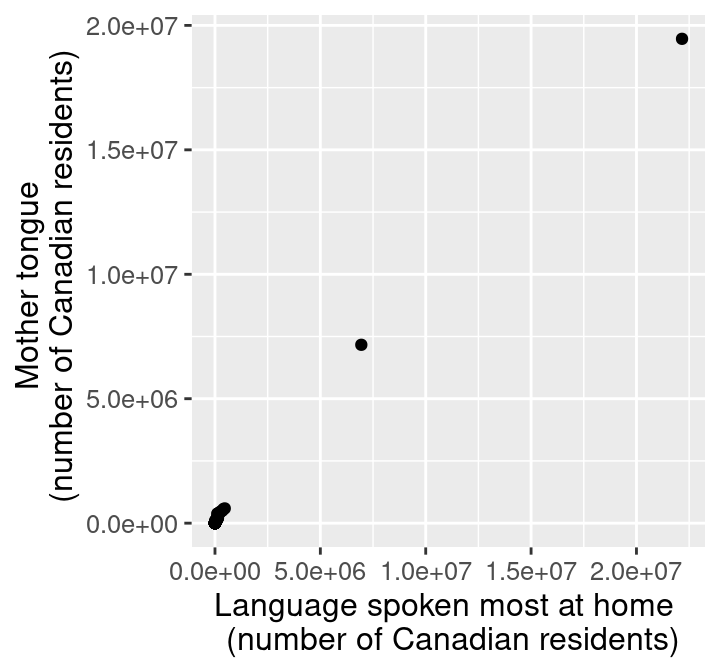 2.0e+07
1.5e+07
1.0e+07
5.0e+06
0.0e+00
Mother tongue
(number of Canadian residents)
0.0e+00 5.0e+06 1.0e+07 1.5e+07 2.0e+07
Language spoken most at home
(number of Canadian residents)